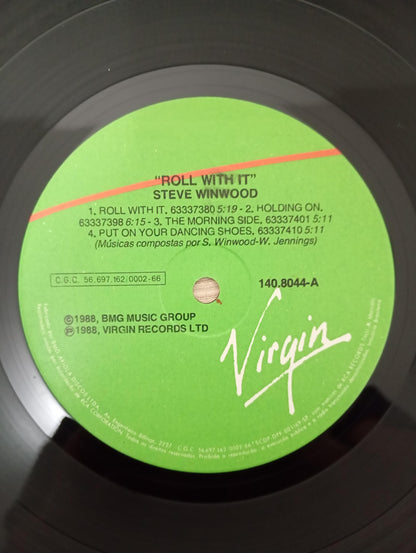 "ROLL WITH IT"
STEVE WINWOOD
1. ROLL WITH IT, 63337380 5:19 - 2. HOLDING ON,
63337398 6:15 - 3. THE MORNING SIDE, 63337401 5:11
4. PUT ON YOUR DANCING SHOES, 63337410 5:11
(Músicas compostas por S. Winwood-W. Jennings)
C.G.C. 56.697.162/0002-66
140.8044-A
©1988, BMG MUSIC GROUP
℗1988, VIRGIN RECORDS LTD
Virgin